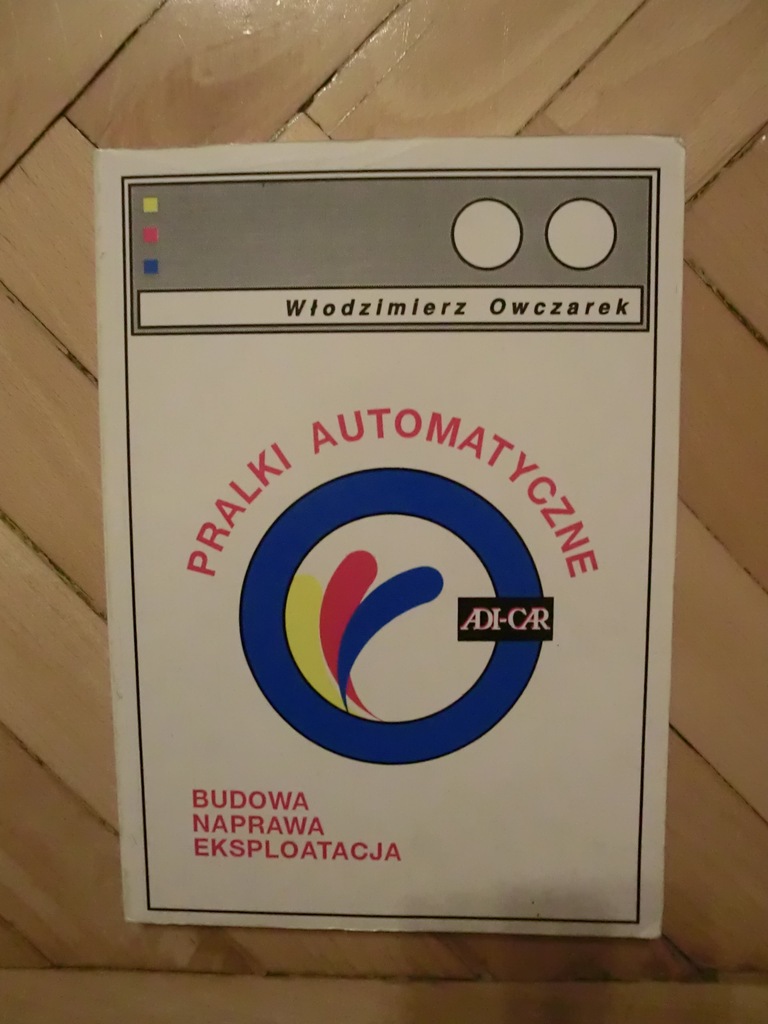 Włodzimierz Owczarek
PRALKI AUTOMATYCZNE
ADI-CAR
BUDOWA
NAPRAWA
EKSPLOATACJA